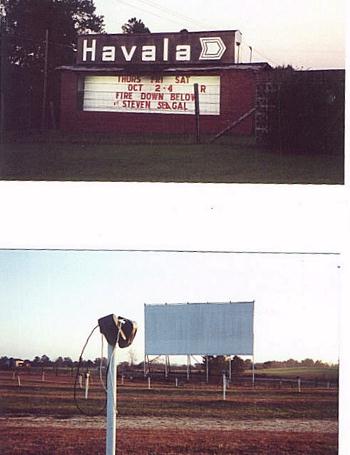 Havala D
THURS FRI SAT
OCT 2-4 R
FIRE DOWN BELOW
STEVEN SEAGAL